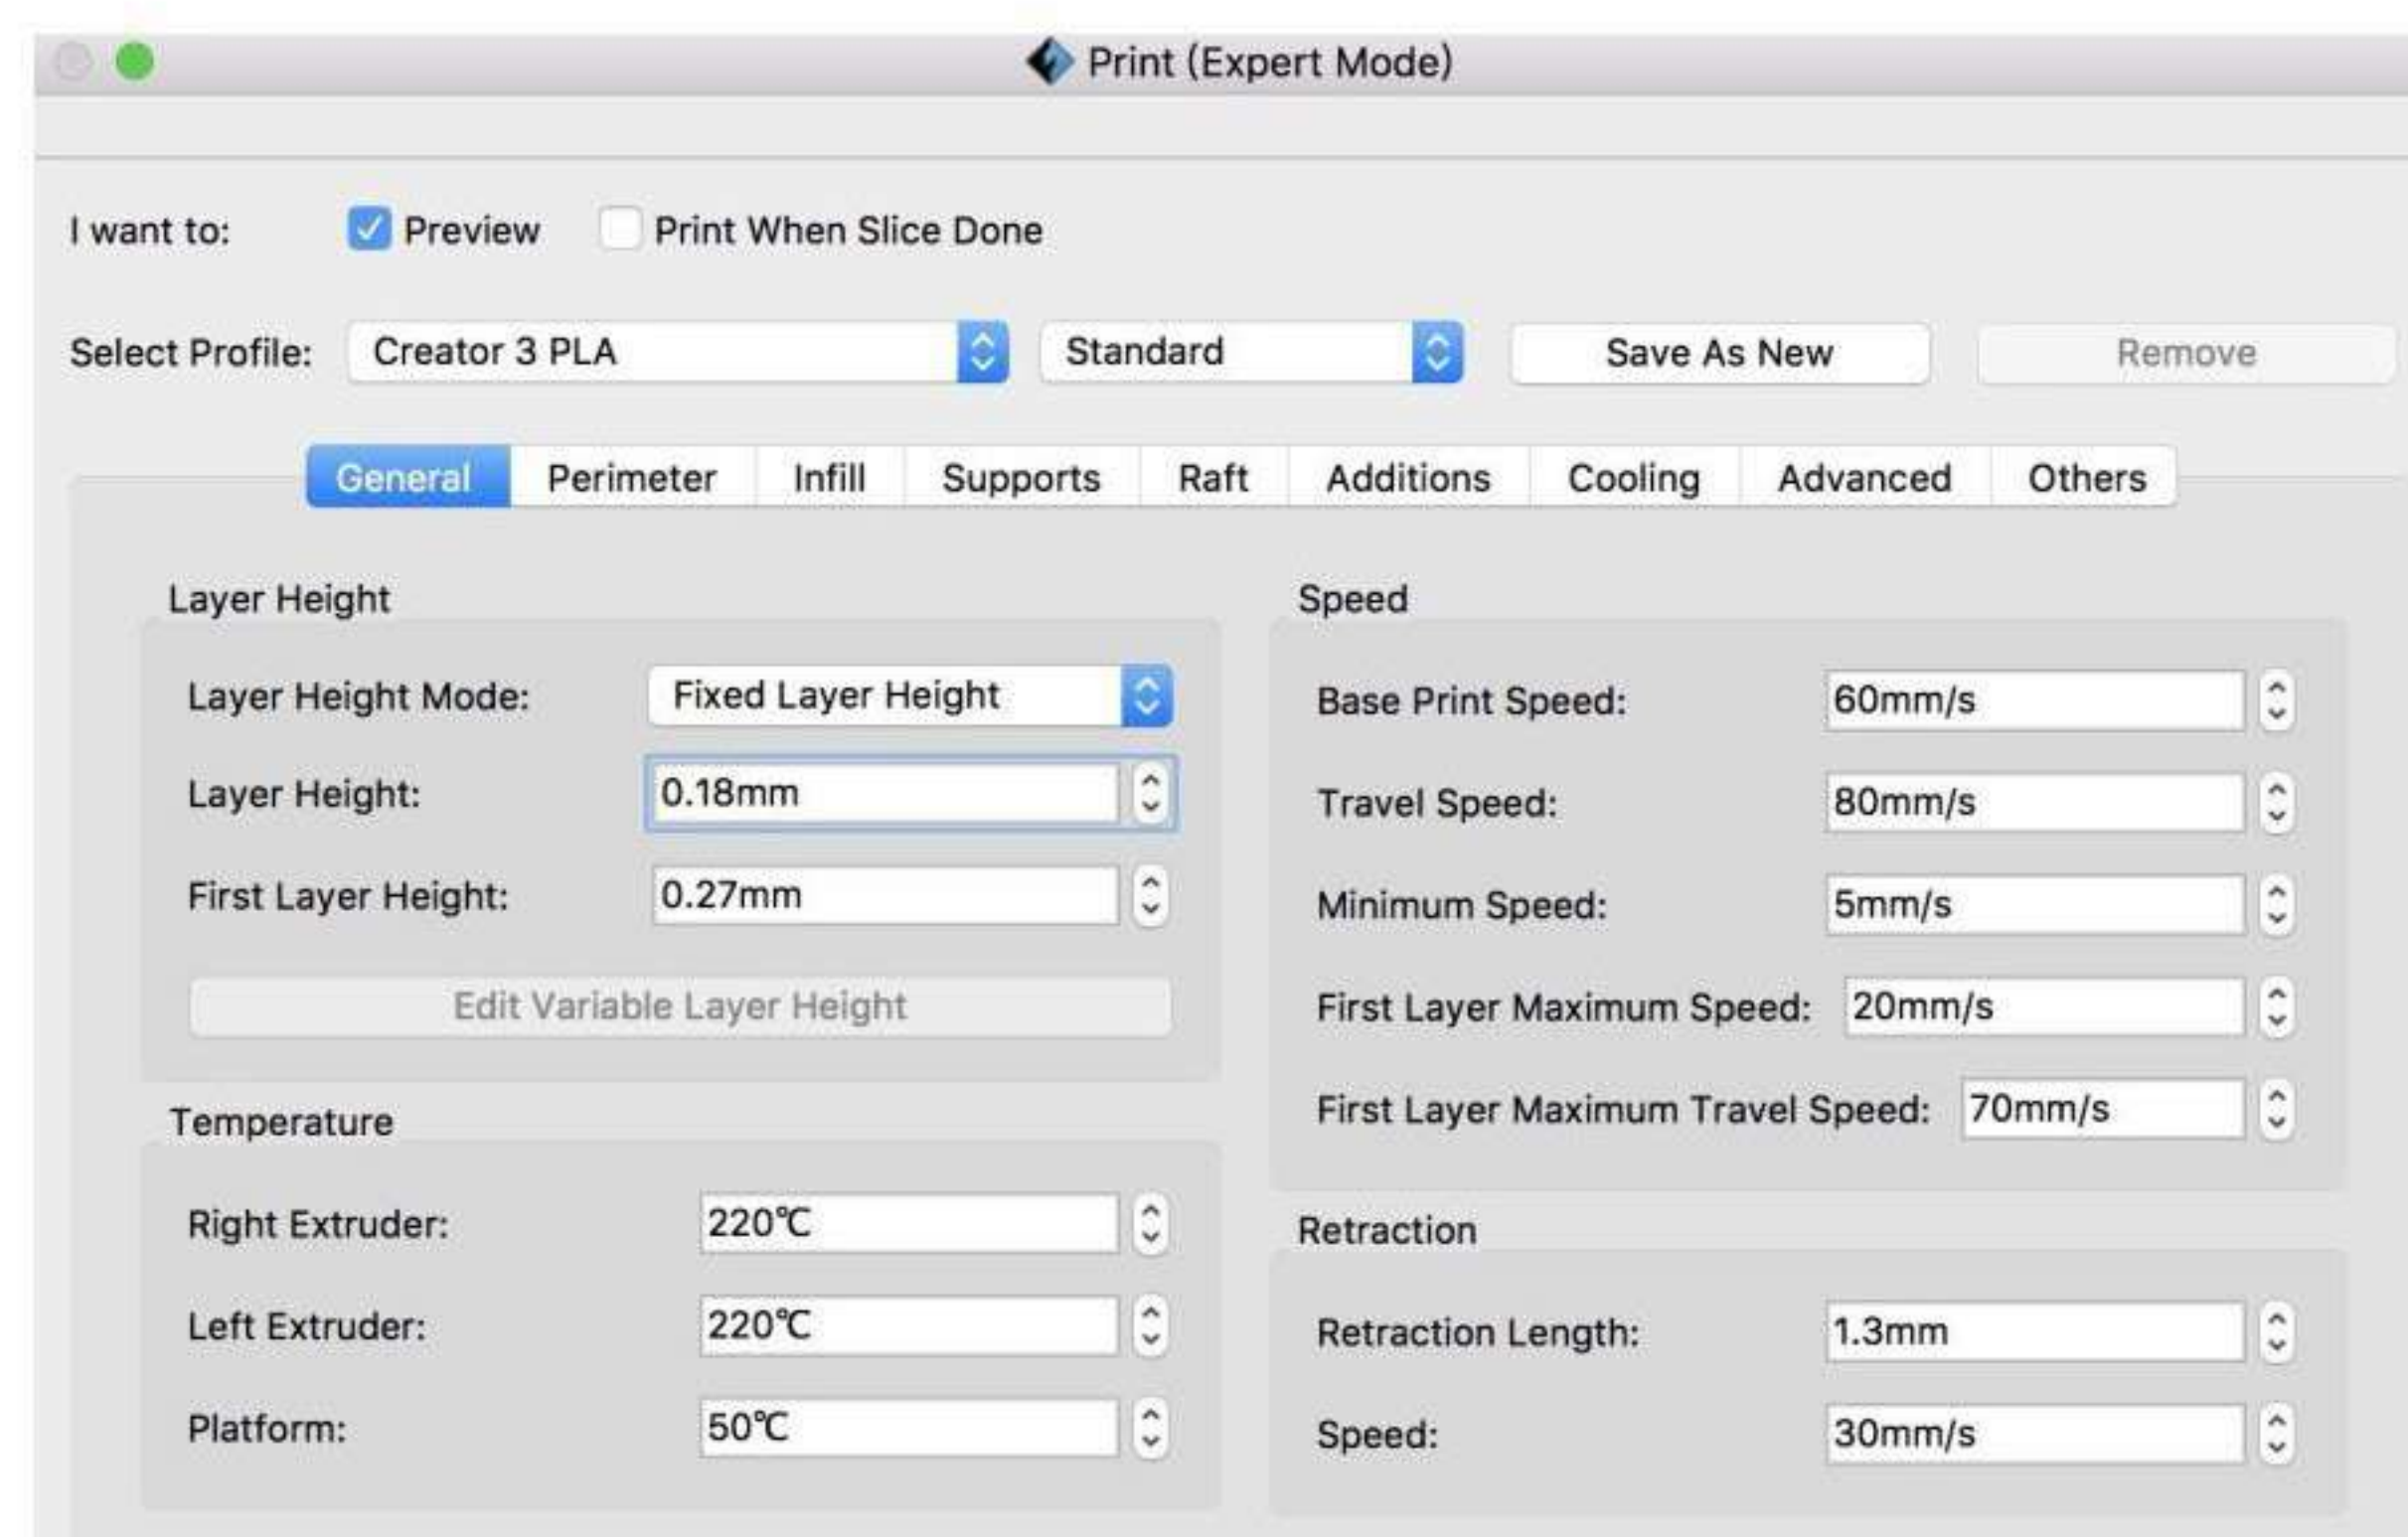 Print (Expert Mode)
I want to: Preview Print When Slice Done
Select Profile: Creator 3 PLA Standard Save As New Remove
General Perimeter Infill Supports Raft Additions Cooling Advanced Others
Layer Height
Layer Height Mode: Fixed Layer Height
Layer Height: 0.18mm
First Layer Height: 0.27mm
Edit Variable Layer Height
Temperature
Right Extruder: 220℃
Left Extruder: 220℃
Platform: 50℃
Speed
Base Print Speed: 60mm/s
Travel Speed: 80mm/s
Minimum Speed: 5mm/s
First Layer Maximum Speed: 20mm/s
First Layer Maximum Travel Speed: 70mm/s
Retraction
Retraction Length: 1.3mm
Speed: 30mm/s